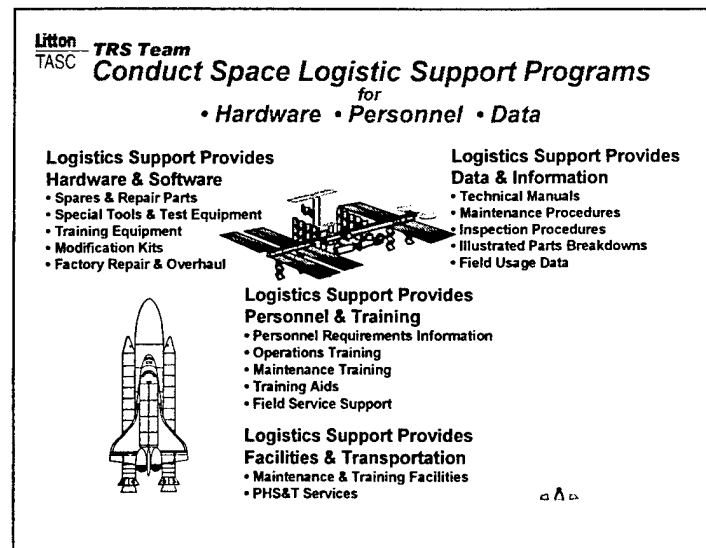 Litton
TASC
TRS Team
Conduct Space Logistic Support Programs
for
• Hardware • Personnel • Data
Logistics Support Provides
Hardware & Software
• Spares & Repair Parts
• Special Tools & Test Equipment
• Training Equipment
• Modification Kits
• Factory Repair & Overhaul
Logistics Support Provides
Data & Information
• Technical Manuals
• Maintenance Procedures
• Inspection Procedures
• Illustrated Parts Breakdowns
• Field Usage Data
Logistics Support Provides
Personnel & Training
• Personnel Requirements Information
• Operations Training
• Maintenance Training
• Training Aids
• Field Service Support
Logistics Support Provides
Facilities & Transportation
• Maintenance & Training Facilities
• PHS&T Services